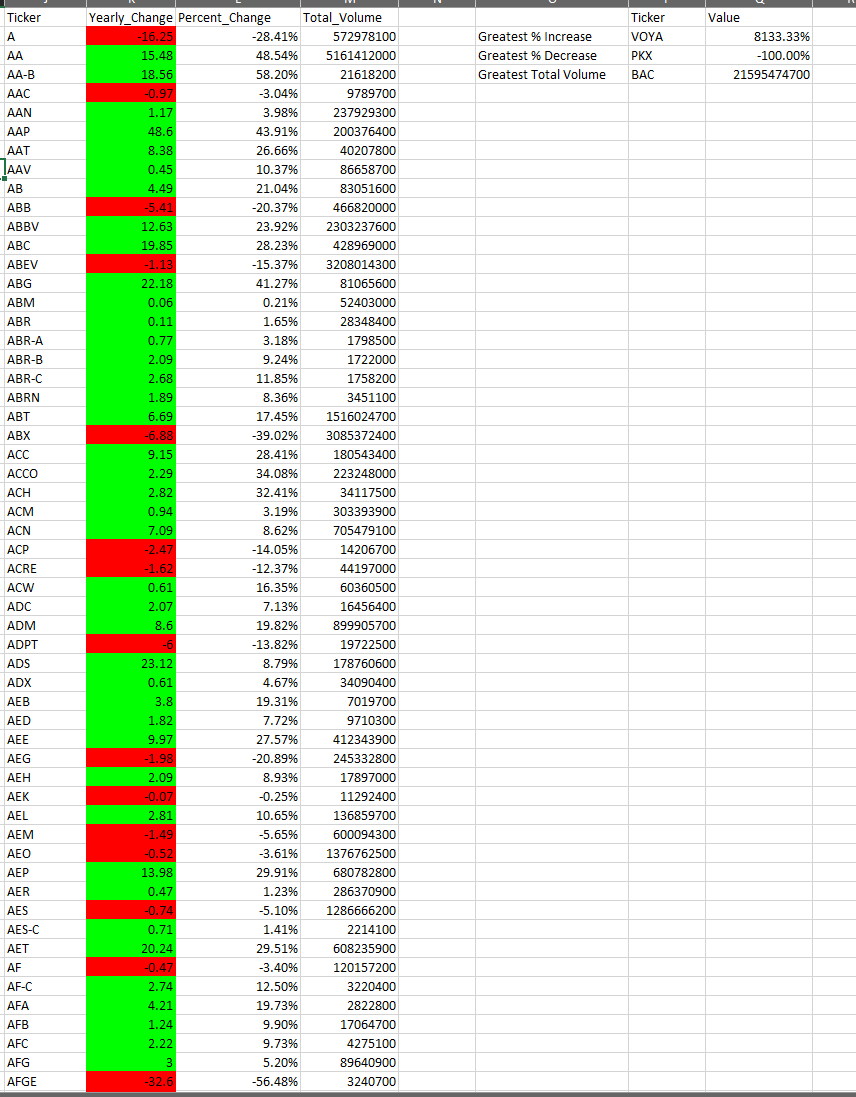 Ticker Yearly_Change Percent_Change Total_Volume Ticker Value
A -16.25 -28.41% 572978100 Greatest % Increase VOYA 8133.33%
AA 15.48 48.54% 5161412000 Greatest % Decrease PKX -100.00%
AA-B 18.56 58.20% 21618200 Greatest Total Volume BAC 21595474700
AAC -0.97 -3.04% 9789700
AAN 1.17 3.98% 237929300
AAP 48.6 43.91% 200376400
AAT 8.38 26.66% 40207800
AAV 0.45 10.37% 86658700
AB 4.49 21.04% 83051600
ABB -5.41 -20.37% 466820000
ABBV 12.63 23.92% 2303237600
ABC 19.85 28.23% 428969000
ABEV -1.13 -15.37% 3208014300
ABG 22.18 41.27% 81065600
ABM 0.06 0.21% 52403000
ABR 0.11 1.65% 28348400
ABR-A 0.77 3.18% 1798500
ABR-B 2.09 9.24% 1722000
ABR-C 2.68 11.85% 1758200
ABRN 1.89 8.36% 3451100
ABT 6.69 17.45% 1516024700
ABX -6.88 -39.02% 3085372400
ACC 9.15 28.41% 180543400
ACCO 2.29 34.08% 223248000
ACH 2.82 32.41% 34117500
ACM 0.94 3.19% 303393900
ACN 7.09 8.62% 705479100
ACP -2.47 -14.05% 14206700
ACRE -1.62 -12.37% 44197000
ACW 0.61 16.35% 60360500
ADC 2.07 7.13% 16456400
ADM 8.6 19.82% 899905700
ADPT -6 -13.82% 19722500
ADS 23.12 8.79% 178760600
ADX 0.61 4.67% 34090400
AEB 3.8 19.31% 7019700
AED 1.82 7.72% 9710300
AEE 9.97 27.57% 412343900
AEG -1.98 -20.89% 245332800
AEH 2.09 8.93% 17897000
AEK -0.07 -0.25% 11292400
AEL 2.81 10.65% 136859700
AEM -1.49 -5.65% 600094300
AEO -0.52 -3.61% 1376762500
AEP 13.98 29.91% 680782800
AER 0.47 1.23% 286370900
AES -0.74 -5.10% 1286666200
AES-C 0.71 1.41% 2214100
AET 20.24 29.51% 608235900
AF -0.47 -3.40% 120157200
AF-C 2.74 12.50% 3220400
AFA 4.21 19.73% 2822800
AFB 1.24 9.90% 17064700
AFC 2.22 9.73% 4275100
AFG 3 5.20% 89640900
AFGE -32.6 -56.48% 3240700